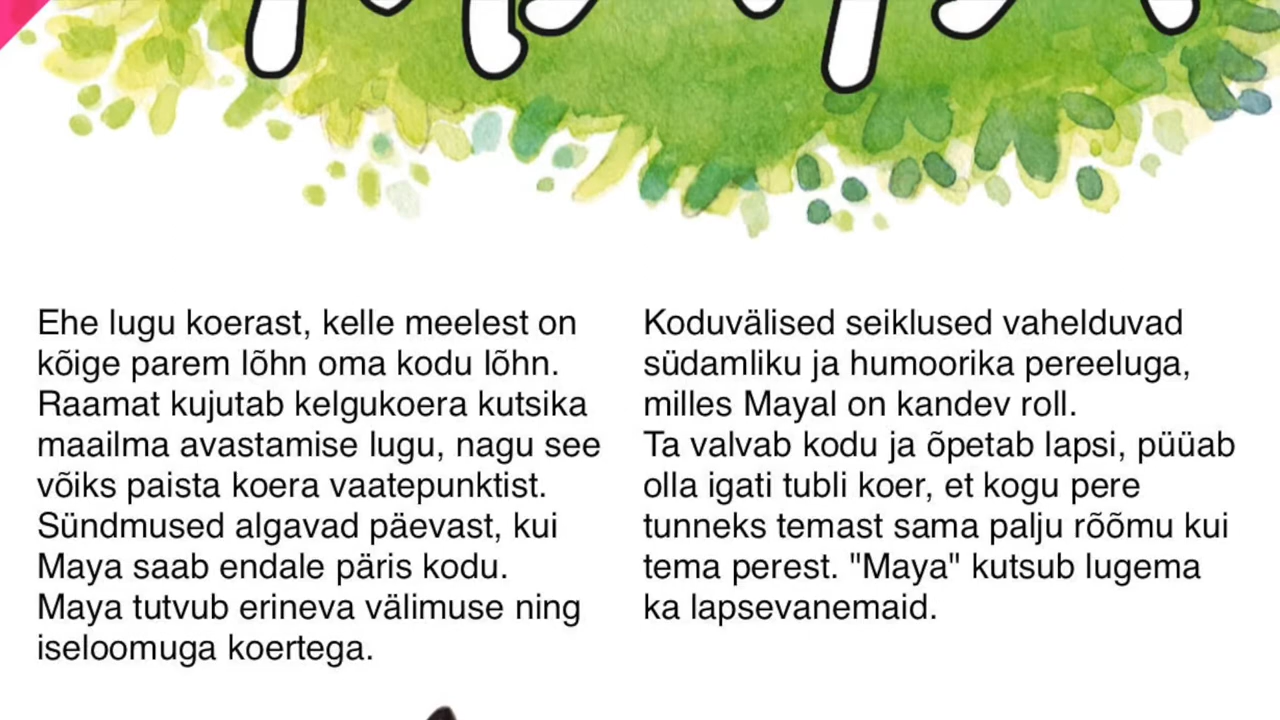 Ehe lugu koerast, kelle meelest on
kõige parem lõhn oma kodu lõhn.
Raamat kujutab kelgukoera kutsika
maailma avastamise lugu, nagu see
võiks paista koera vaatepunktist.
Sündmused algavad päevast, kui
Maya saab endale päris kodu.
Maya tutvub erineva välimuse ning
iseloomuga koertega.
Koduvälised seiklused vahelduvad
südamliku ja humoorika pereeluga,
milles Mayal on kandev roll.
Ta valvab kodu ja õpetab lapsi, püüab
olla igati tubli koer, et kogu pere
tunneks temast sama palju rõõmu kui
tema perest. "Maya" kutsub lugema
ka lapsevanemaid.